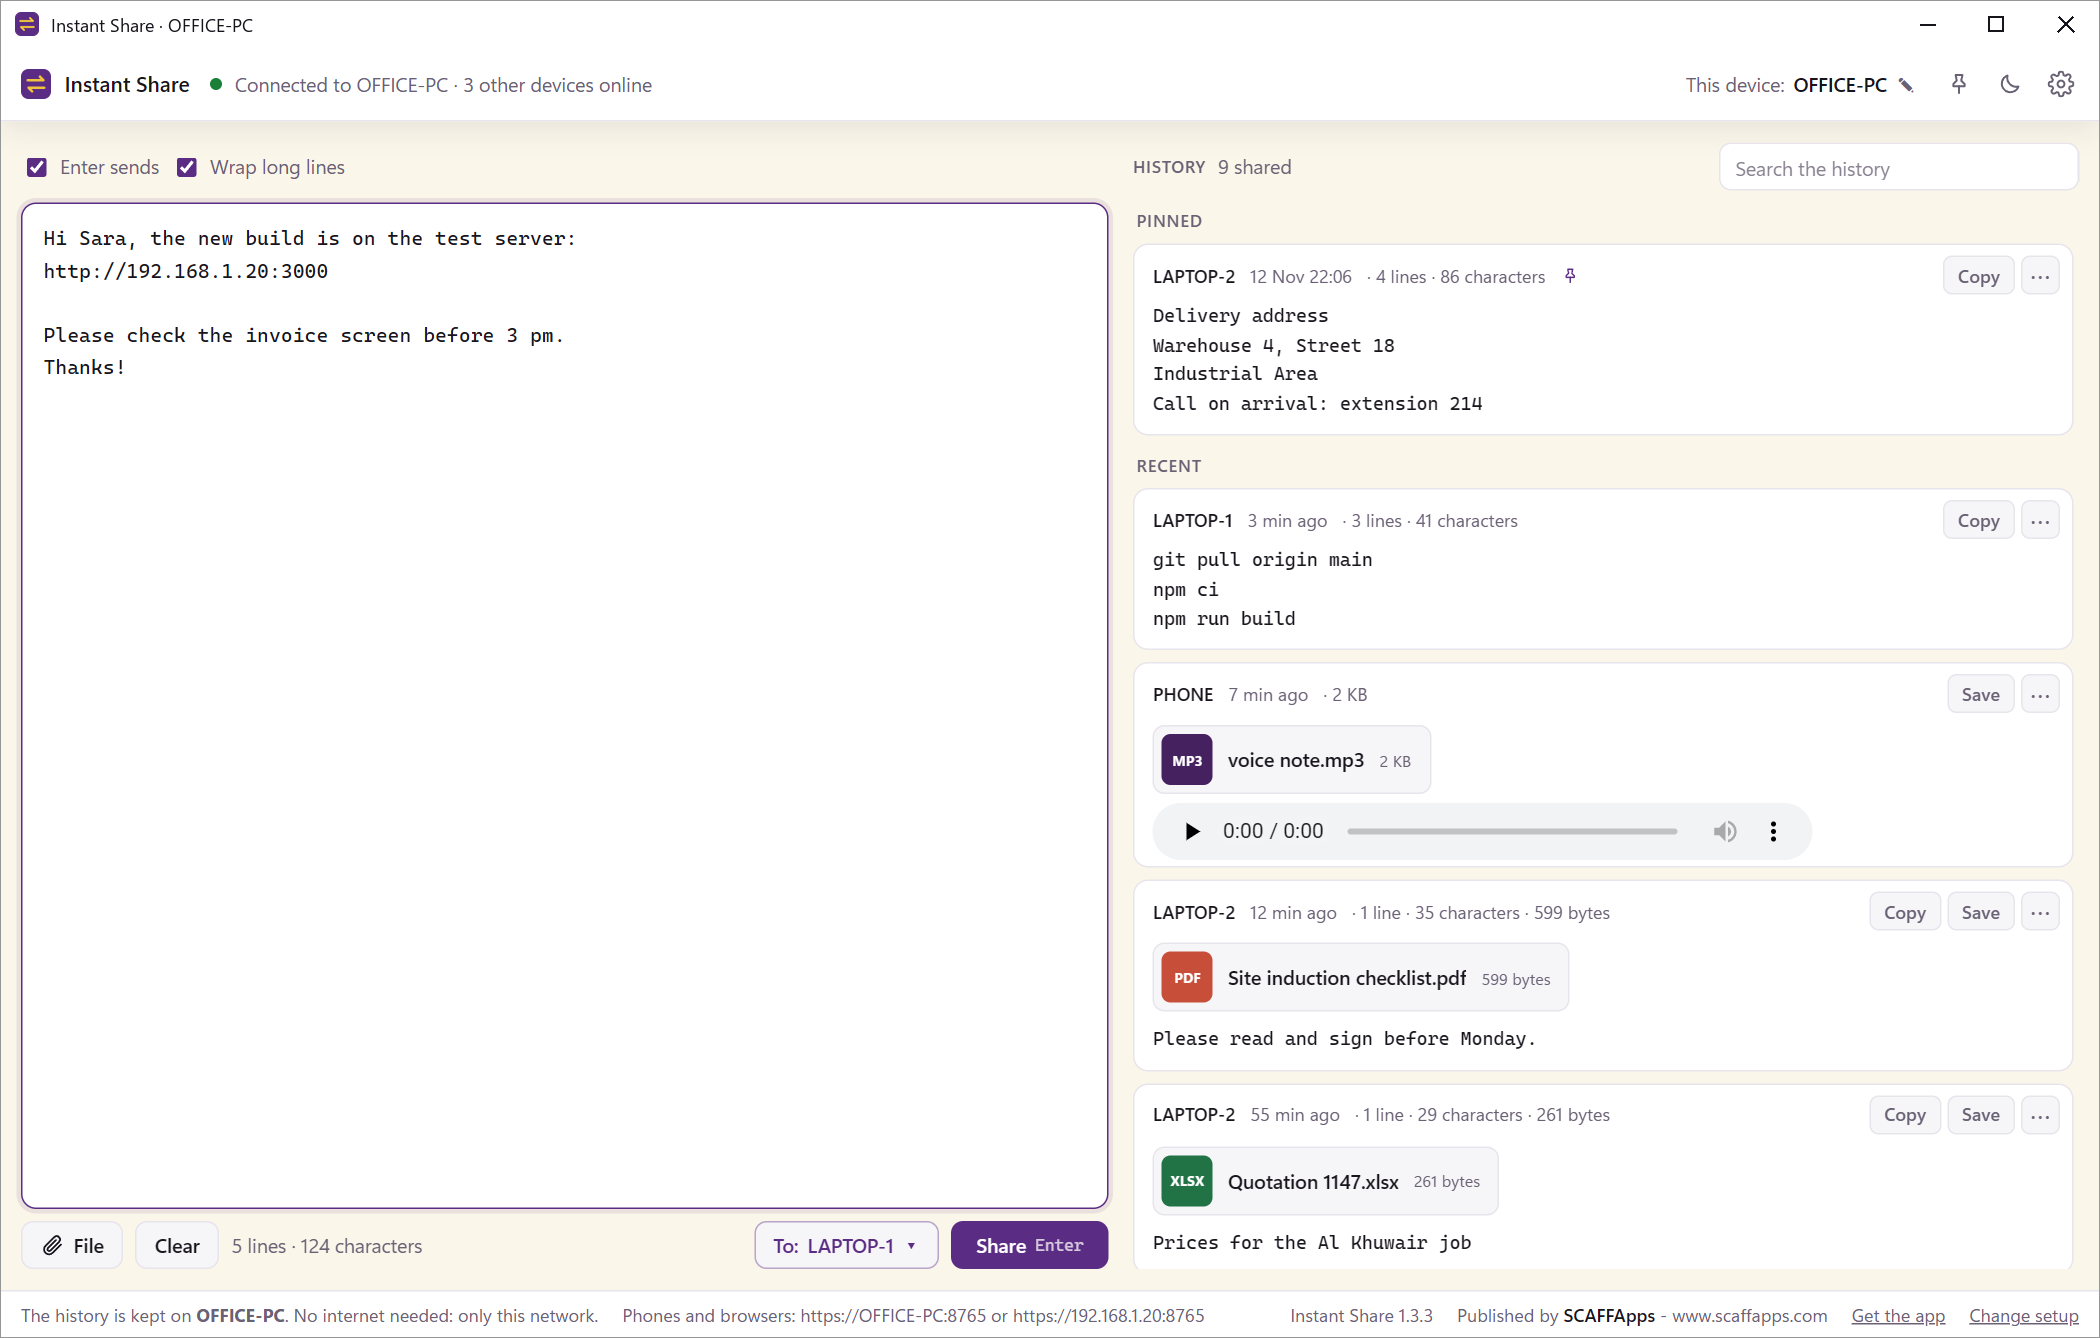 Instant Share · OFFICE-PC
Instant Share
Connected to OFFICE-PC · 3 other devices online
This device: OFFICE-PC
Enter sends
Wrap long lines
Hi Sara, the new build is on the test server:
http://192.168.1.20:3000
Please check the invoice screen before 3 pm.
Thanks!
File
Clear
5 lines · 124 characters
To: LAPTOP-1
Share Enter
HISTORY 9 shared
Search the history
PINNED
LAPTOP-2 12 Nov 22:06 · 4 lines · 86 characters
Copy
...
Delivery address
Warehouse 4, Street 18
Industrial Area
Call on arrival: extension 214
RECENT
LAPTOP-1 3 min ago · 3 lines · 41 characters
Copy
...
git pull origin main
npm ci
npm run build
PHONE 7 min ago · 2 KB
Save
...
MP3 voice note.mp3 2 KB
0:00 / 0:00
LAPTOP-2 12 min ago · 1 line · 35 characters · 599 bytes
Copy
Save
...
PDF Site induction checklist.pdf 599 bytes
Please read and sign before Monday.
LAPTOP-2 55 min ago · 1 line · 29 characters · 261 bytes
Copy
Save
...
XLSX Quotation 1147.xlsx 261 bytes
Prices for the Al Khuwair job
The history is kept on OFFICE-PC. No internet needed: only this network.
Phones and browsers: https://OFFICE-PC:8765 or https://192.168.1.20:8765
Instant Share 1.3.3
Published by SCAFFApps - www.scaffapps.com
Get the app
Change setup